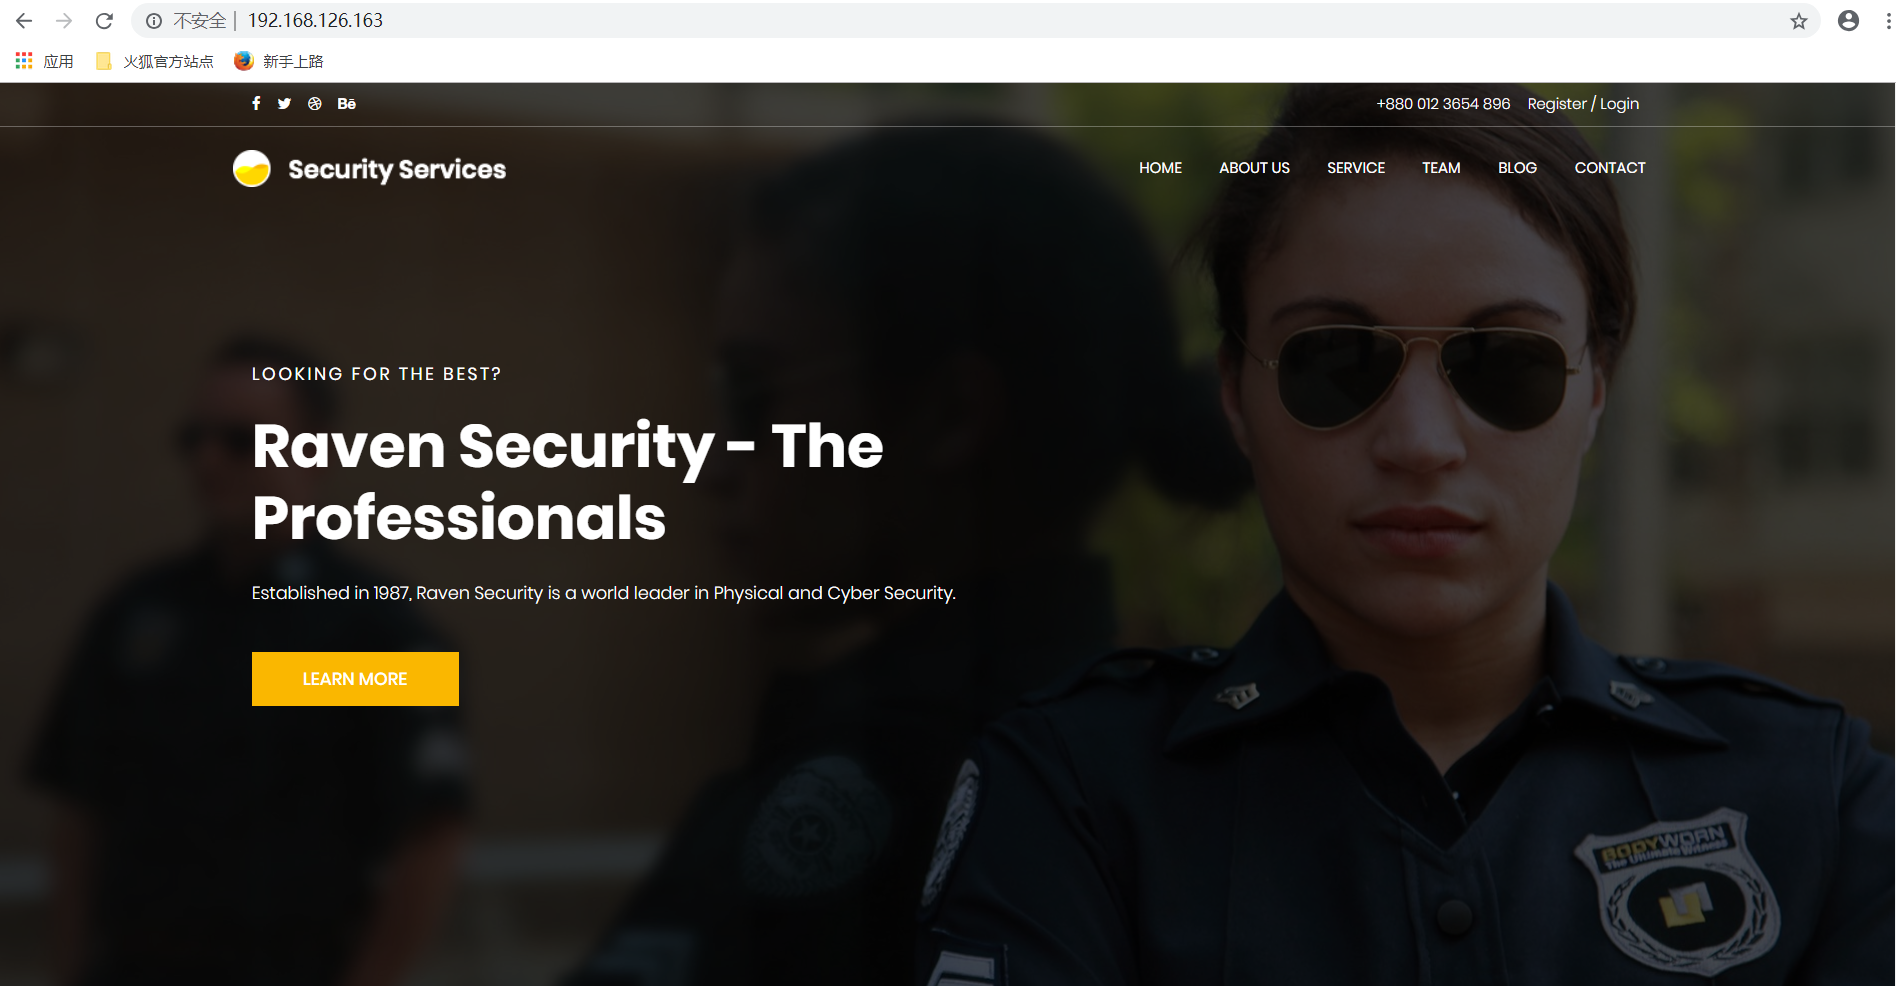 不安全 | 192.168.126.163
应用 火狐官方站点 新手上路
Bē +880 012 3654 896 Register / Login
Security Services HOME ABOUT US SERVICE TEAM BLOG CONTACT
LOOKING FOR THE BEST?
Raven Security - The
Professionals
Established in 1987, Raven Security is a world leader in Physical and Cyber Security.
LEARN MORE
BODYWORN
The Ultimate Witness